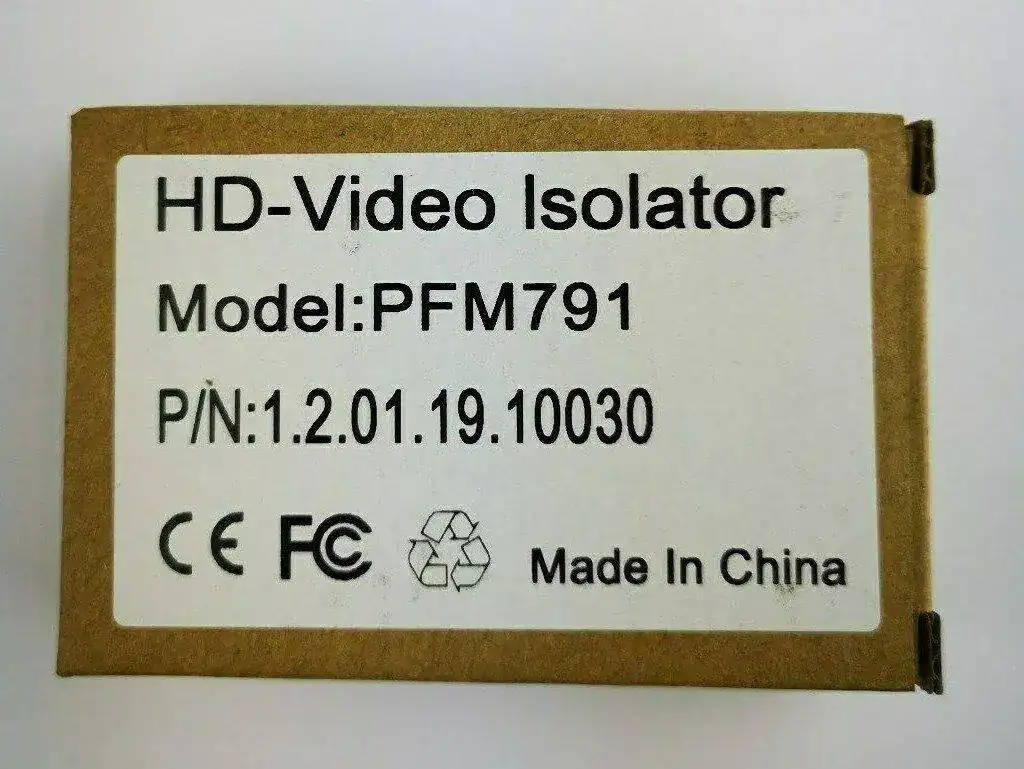 HD-Video Isolator
Model:PFM791
P/N:1.2.01.19.10030
CE FC Made In China